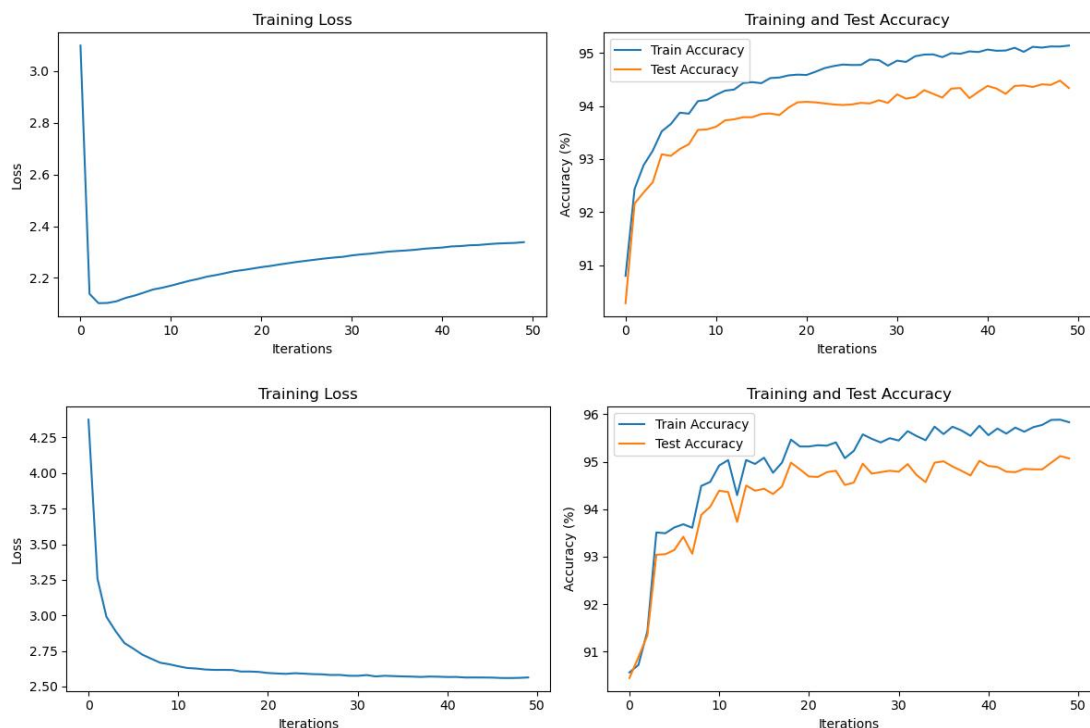 Training Loss
3.0
2.8
2.6
2.4
2.2
Loss
0 10 20 30 40 50
Iterations
Training and Test Accuracy
Train Accuracy
Test Accuracy
95
94
93
92
91
Accuracy (%)
0 10 20 30 40 50
Iterations
Training Loss
4.25
4.00
3.75
3.50
3.25
3.00
2.75
2.50
Loss
0 10 20 30 40 50
Iterations
Training and Test Accuracy
Train Accuracy
Test Accuracy
96
95
94
93
92
91
Accuracy (%)
0 10 20 30 40 50
Iterations